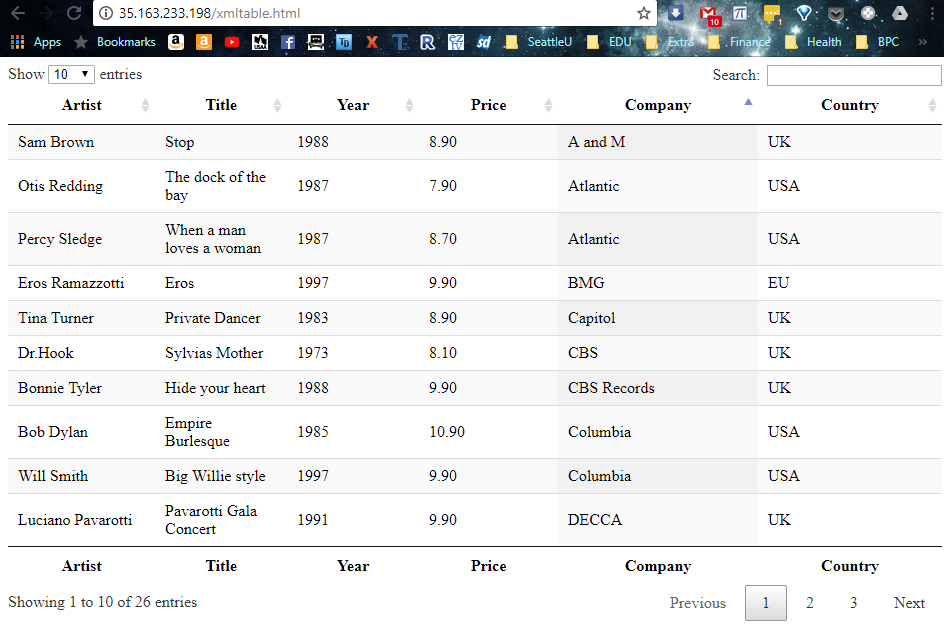 35.163.233.198/xmltable.html
10
1
Apps Bookmarks SeattleU EDU Extra Finance Health BPC »
Show 10 entries Search:
Artist Title Year Price Company Country
Sam Brown Stop 1988 8.90 A and M UK
Otis Redding The dock of the bay 1987 7.90 Atlantic USA
Percy Sledge When a man loves a woman 1987 8.70 Atlantic USA
Eros Ramazzotti Eros 1997 9.90 BMG EU
Tina Turner Private Dancer 1983 8.90 Capitol UK
Dr.Hook Sylvias Mother 1973 8.10 CBS UK
Bonnie Tyler Hide your heart 1988 9.90 CBS Records UK
Bob Dylan Empire Burlesque 1985 10.90 Columbia USA
Will Smith Big Willie style 1997 9.90 Columbia USA
Luciano Pavarotti Pavarotti Gala Concert 1991 9.90 DECCA UK
Artist Title Year Price Company Country
Showing 1 to 10 of 26 entries Previous 1 2 3 Next